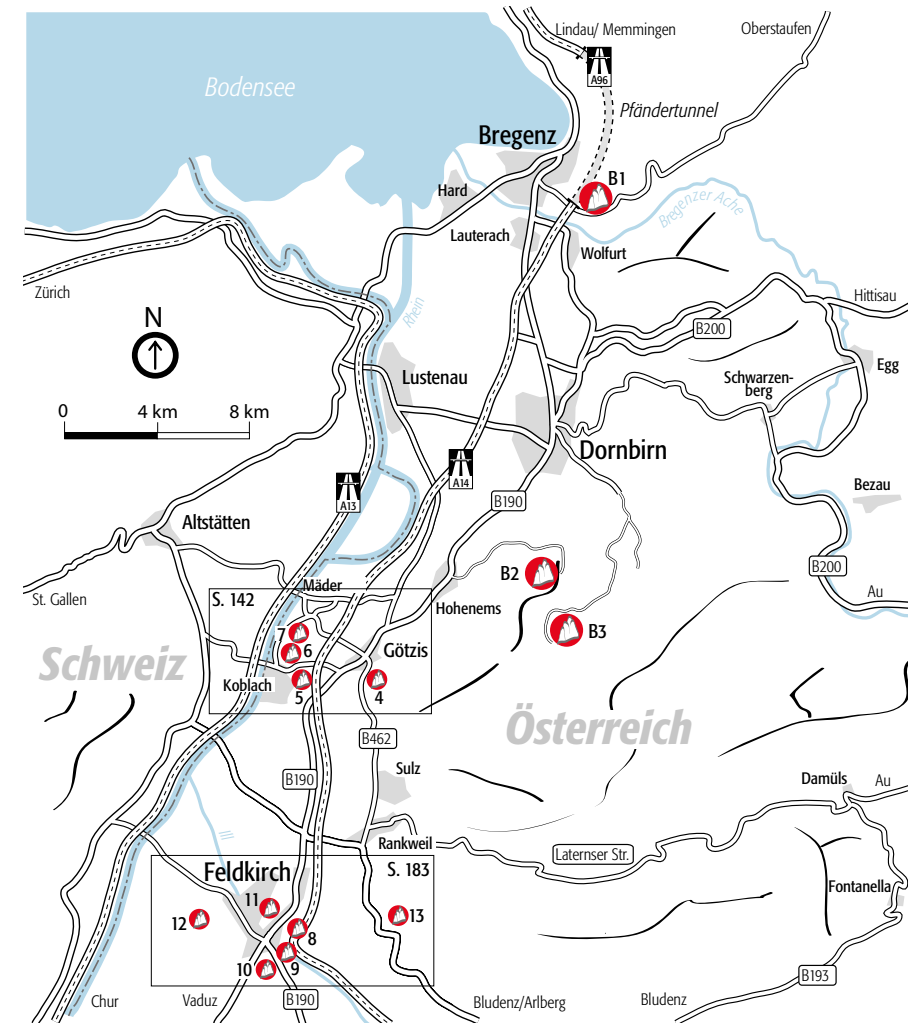 Lindau/ Memmingen
Oberstaufen
A96
Bodensee
Pfändertunnel
Bregenz
B1
Hard
Bregenzer Ache
Lauterach
Wolfurt
Zürich
Hittisau
Rhein
N
B200
Egg
Lustenau
Schwarzen-
berg
0 4 km 8 km
Dornbirn
A14
A13
Bezau
B190
Altstätten
B200
B2
Mäder
St. Gallen
S. 142
Hohenems
Au
7
B3
6
Götzis
Schweiz
Koblach
5
4
Österreich
B462
B190
Sulz
Damüls
Au
Rankweil
Laternser Str.
Feldkirch
S. 183
Fontanella
11
12
13
8
9
10
B193
Chur
Vaduz
B190
Bludenz/Arlberg
Bludenz